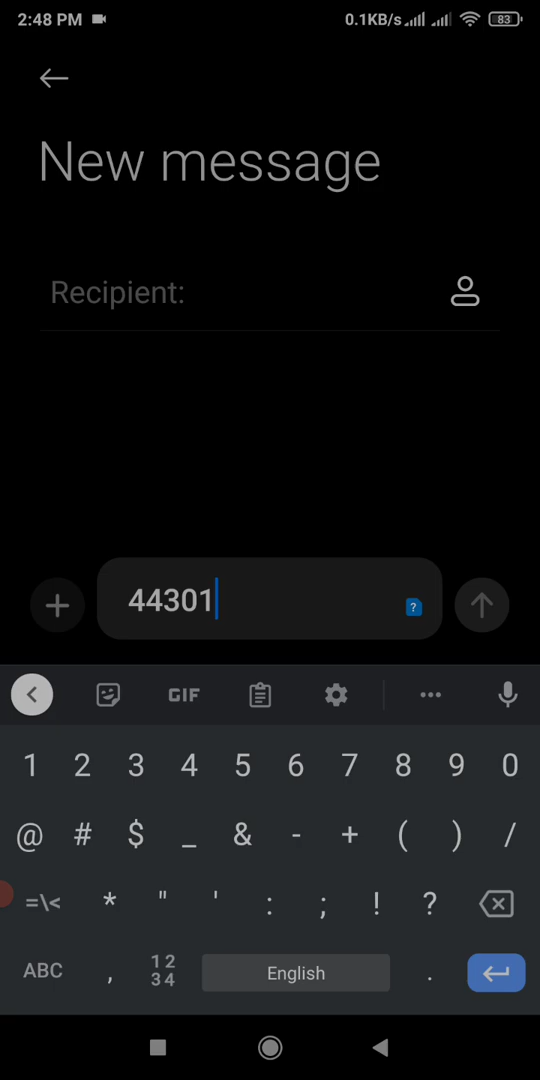 2:48 PM 0.1KB/s 83
New message
Recipient:
44301 ?
GIF
1 2 3 4 5 6 7 8 9 0
@ # $ _ & - + ( ) /
=\< * " ' : ; ! ?
ABC , 12 34 English .